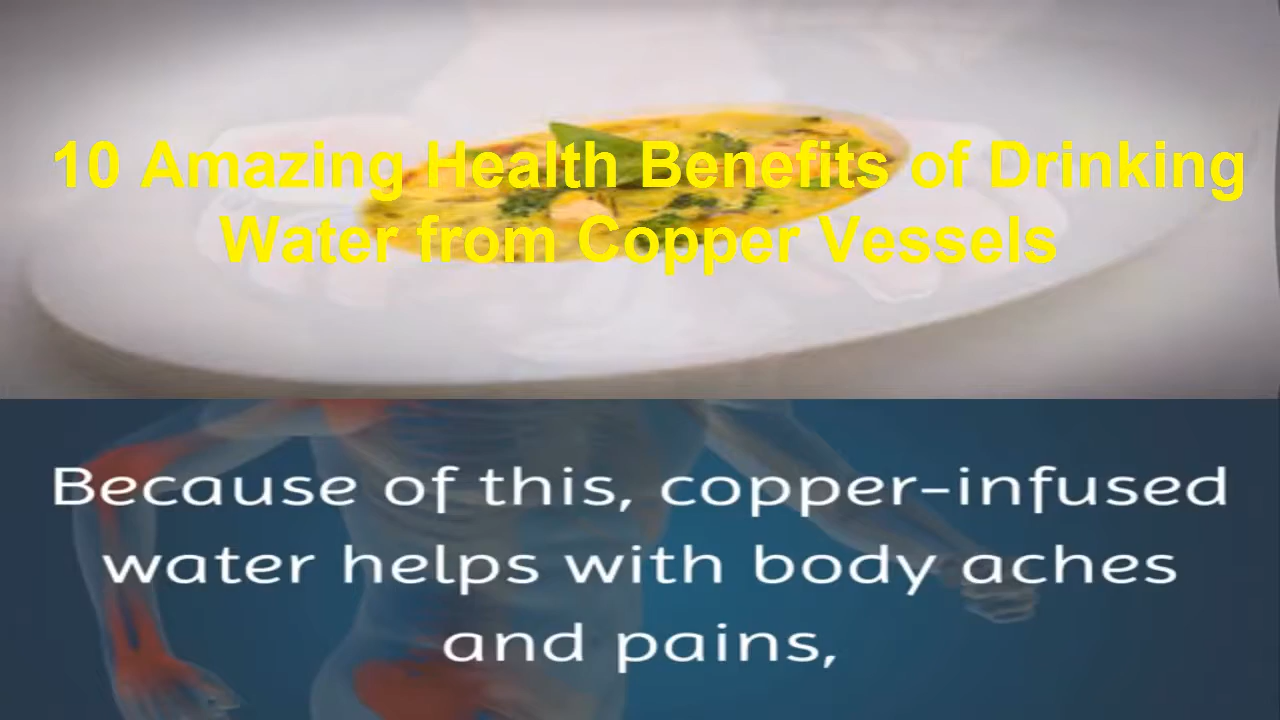 10 Amazing Health Benefits of Drinking
Water from Copper Vessels
Because of this, copper-infused
water helps with body aches
and pains,